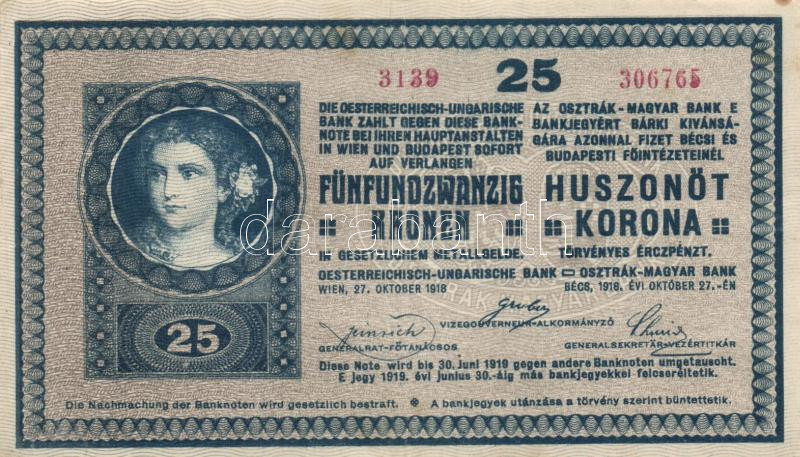 3139 25 306765
DIE OESTERREICHISCH-UNGARISCHE
BANK ZAHLT GEGEN DIESE BANK-
NOTE BEI IHREN HAUPTANSTALTEN
IN WIEN UND BUDAPEST SOFORT
AUF VERLANGEN
FÜNFUNDZWANZIG
KRONEN
IN GESETZLICHEM METALLGELDE.
OESTERREICHISCH-UNGARISCHE BANK
WIEN, 27. OKTOBER 1918
AZ OSZTRÁK-MAGYAR BANK E
BANKJEGYÉRT BÁRKI KIVÁNSÁ-
GÁRA AZONNAL FIZET BÉCSI ÉS
BUDAPESTI FŐINTÉZETEINÉL
HUSZONÖT
KORONA
TÖRVÉNYES ÉRCZPÉNZT.
OSZTRÁK-MAGYAR BANK
BÉCS, 1918. ÉVI OKTÓBER 27.-ÉN
darabanth
Gruber
VIZEGOUVERNEUR-ALKORMÁNYZÓ
GENERALRAT-FŐTANÁCSOS
GENERALSEKRETÄR-VEZÉRTITKÁR
25
Diese Note wird bis 30. Juni 1919 gegen andere Banknoten umgetauscht.
E jegy 1919. évi junius 30.-áig más bankjegyekkel felcseréltetik.
Die Nachmachung der Banknoten wird gesetzlich bestraft. ※ A bankjegyek utánzása a törvény szerint büntettetik.